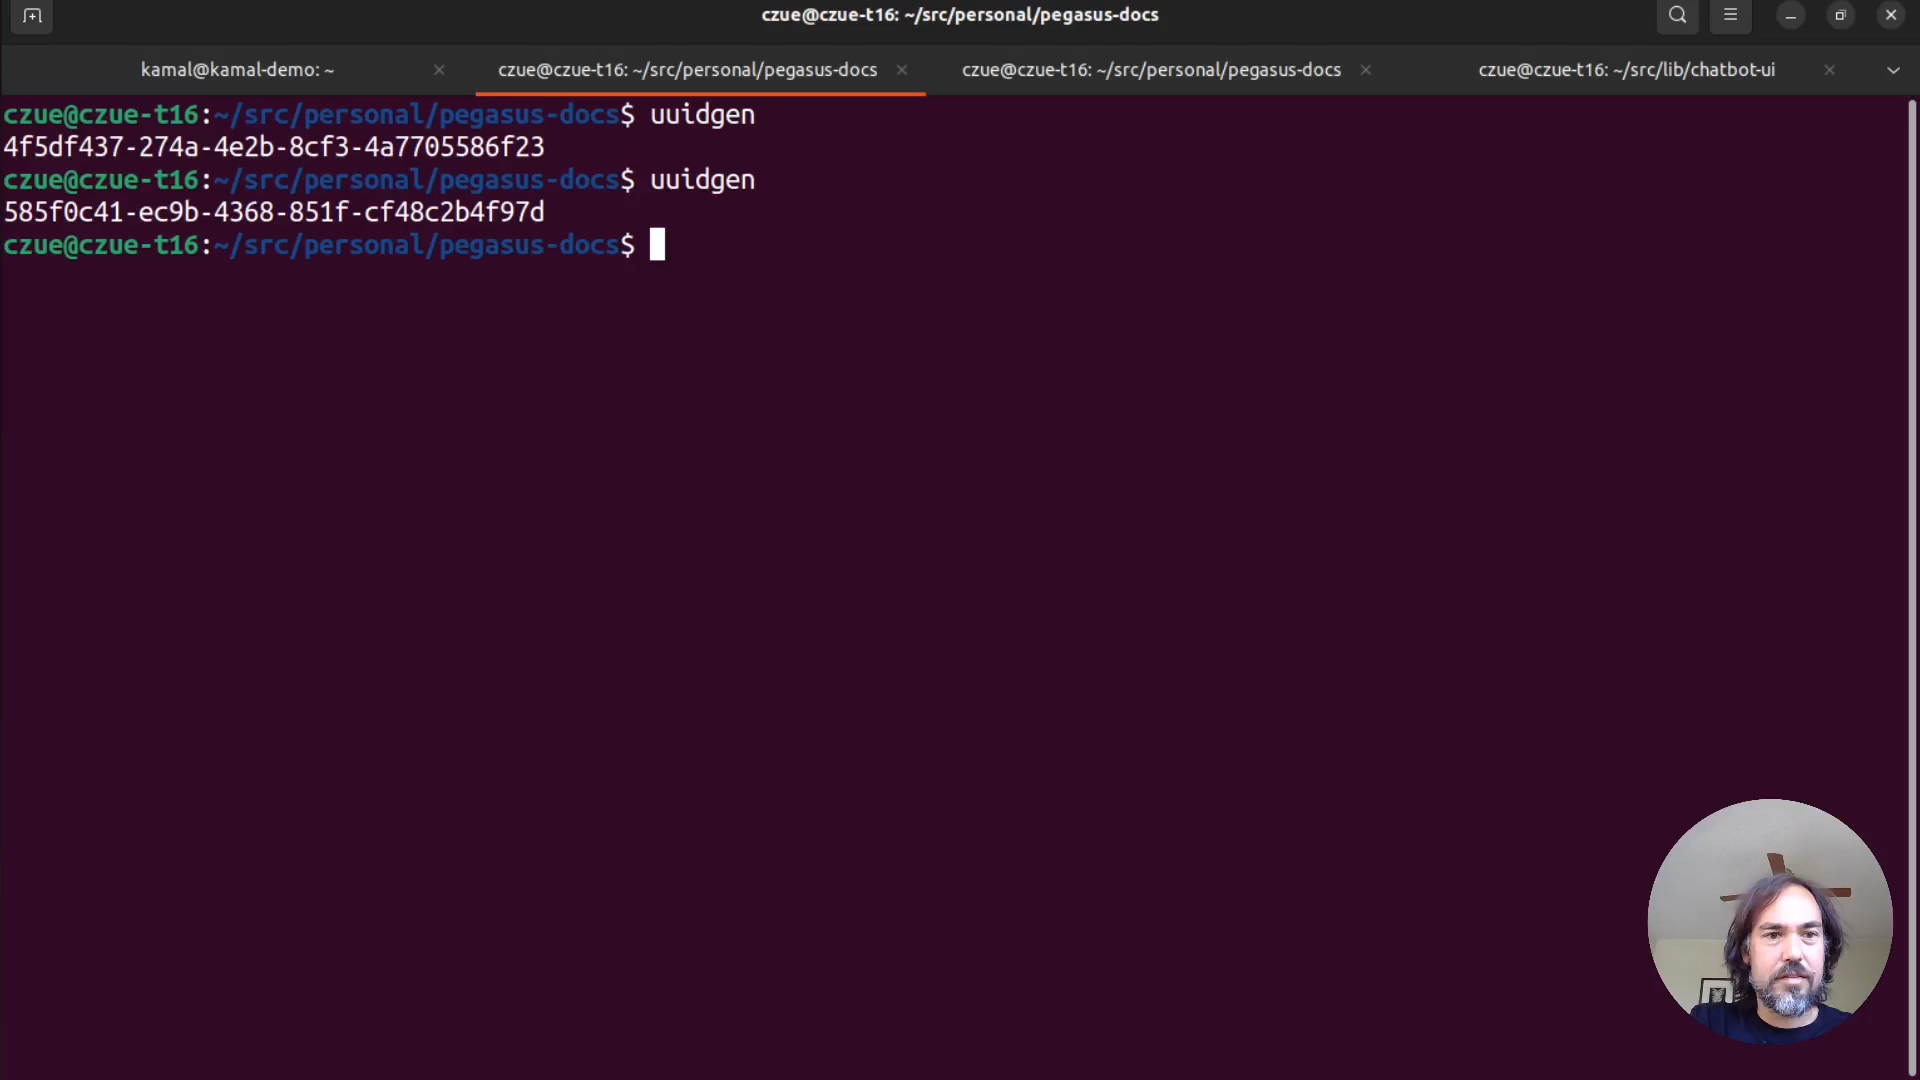 czue@czue-t16: ~/src/personal/pegasus-docs
kamal@kamal-demo: ~
czue@czue-t16: ~/src/personal/pegasus-docs
czue@czue-t16: ~/src/personal/pegasus-docs
czue@czue-t16: ~/src/lib/chatbot-ui
czue@czue-t16:~/src/personal/pegasus-docs$ uuidgen
4f5df437-274a-4e2b-8cf3-4a7705586f23
czue@czue-t16:~/src/personal/pegasus-docs$ uuidgen
585f0c41-ec9b-4368-851f-cf48c2b4f97d
czue@czue-t16:~/src/personal/pegasus-docs$